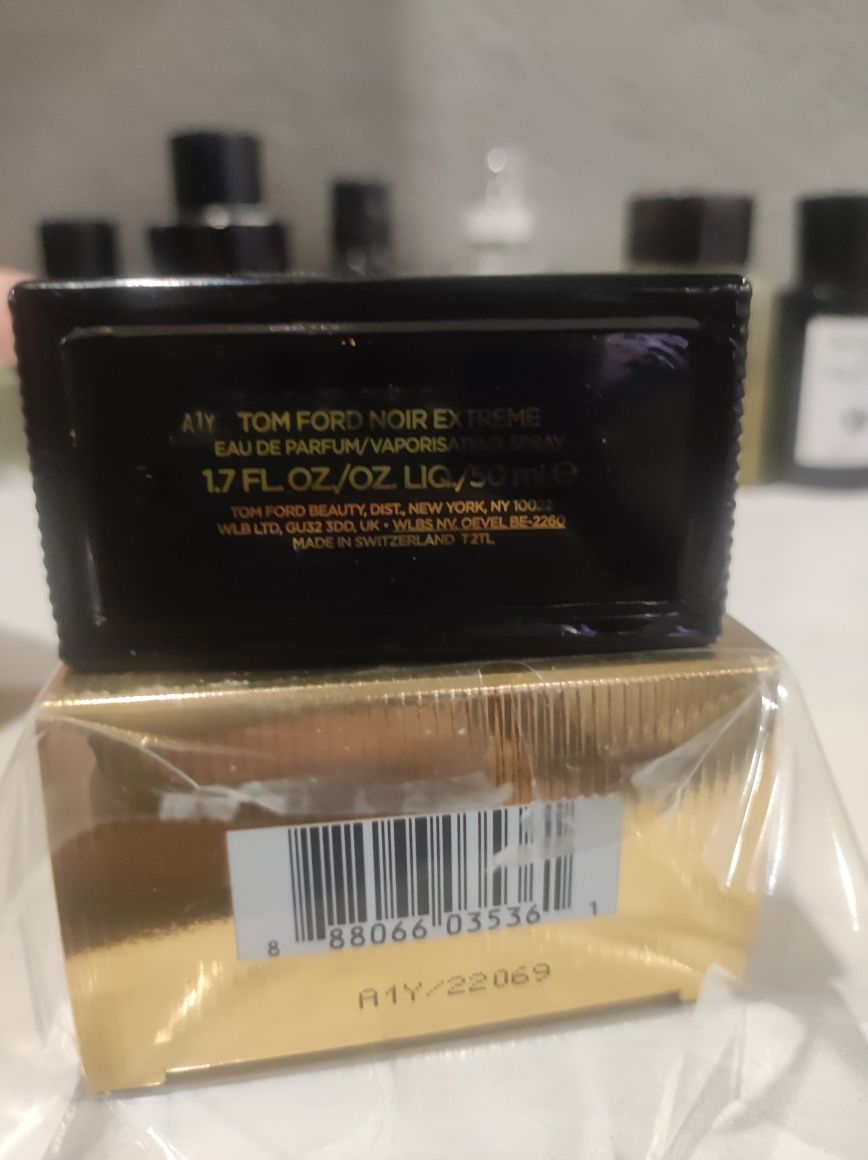 A1Y TOM FORD NOIR EXTREME
EAU DE PARFUM/VAPORISATEUR SPRAY
1.7 FL. OZ./OZ. LIQ./50 ml e
TOM FORD BEAUTY, DIST., NEW YORK, NY 10022
WLB LTD, GU32 3DD, UK • WLBS NV. OEVEL BE-2260
MADE IN SWITZERLAND T2TL
8 88066 03536 1
A1Y/22069